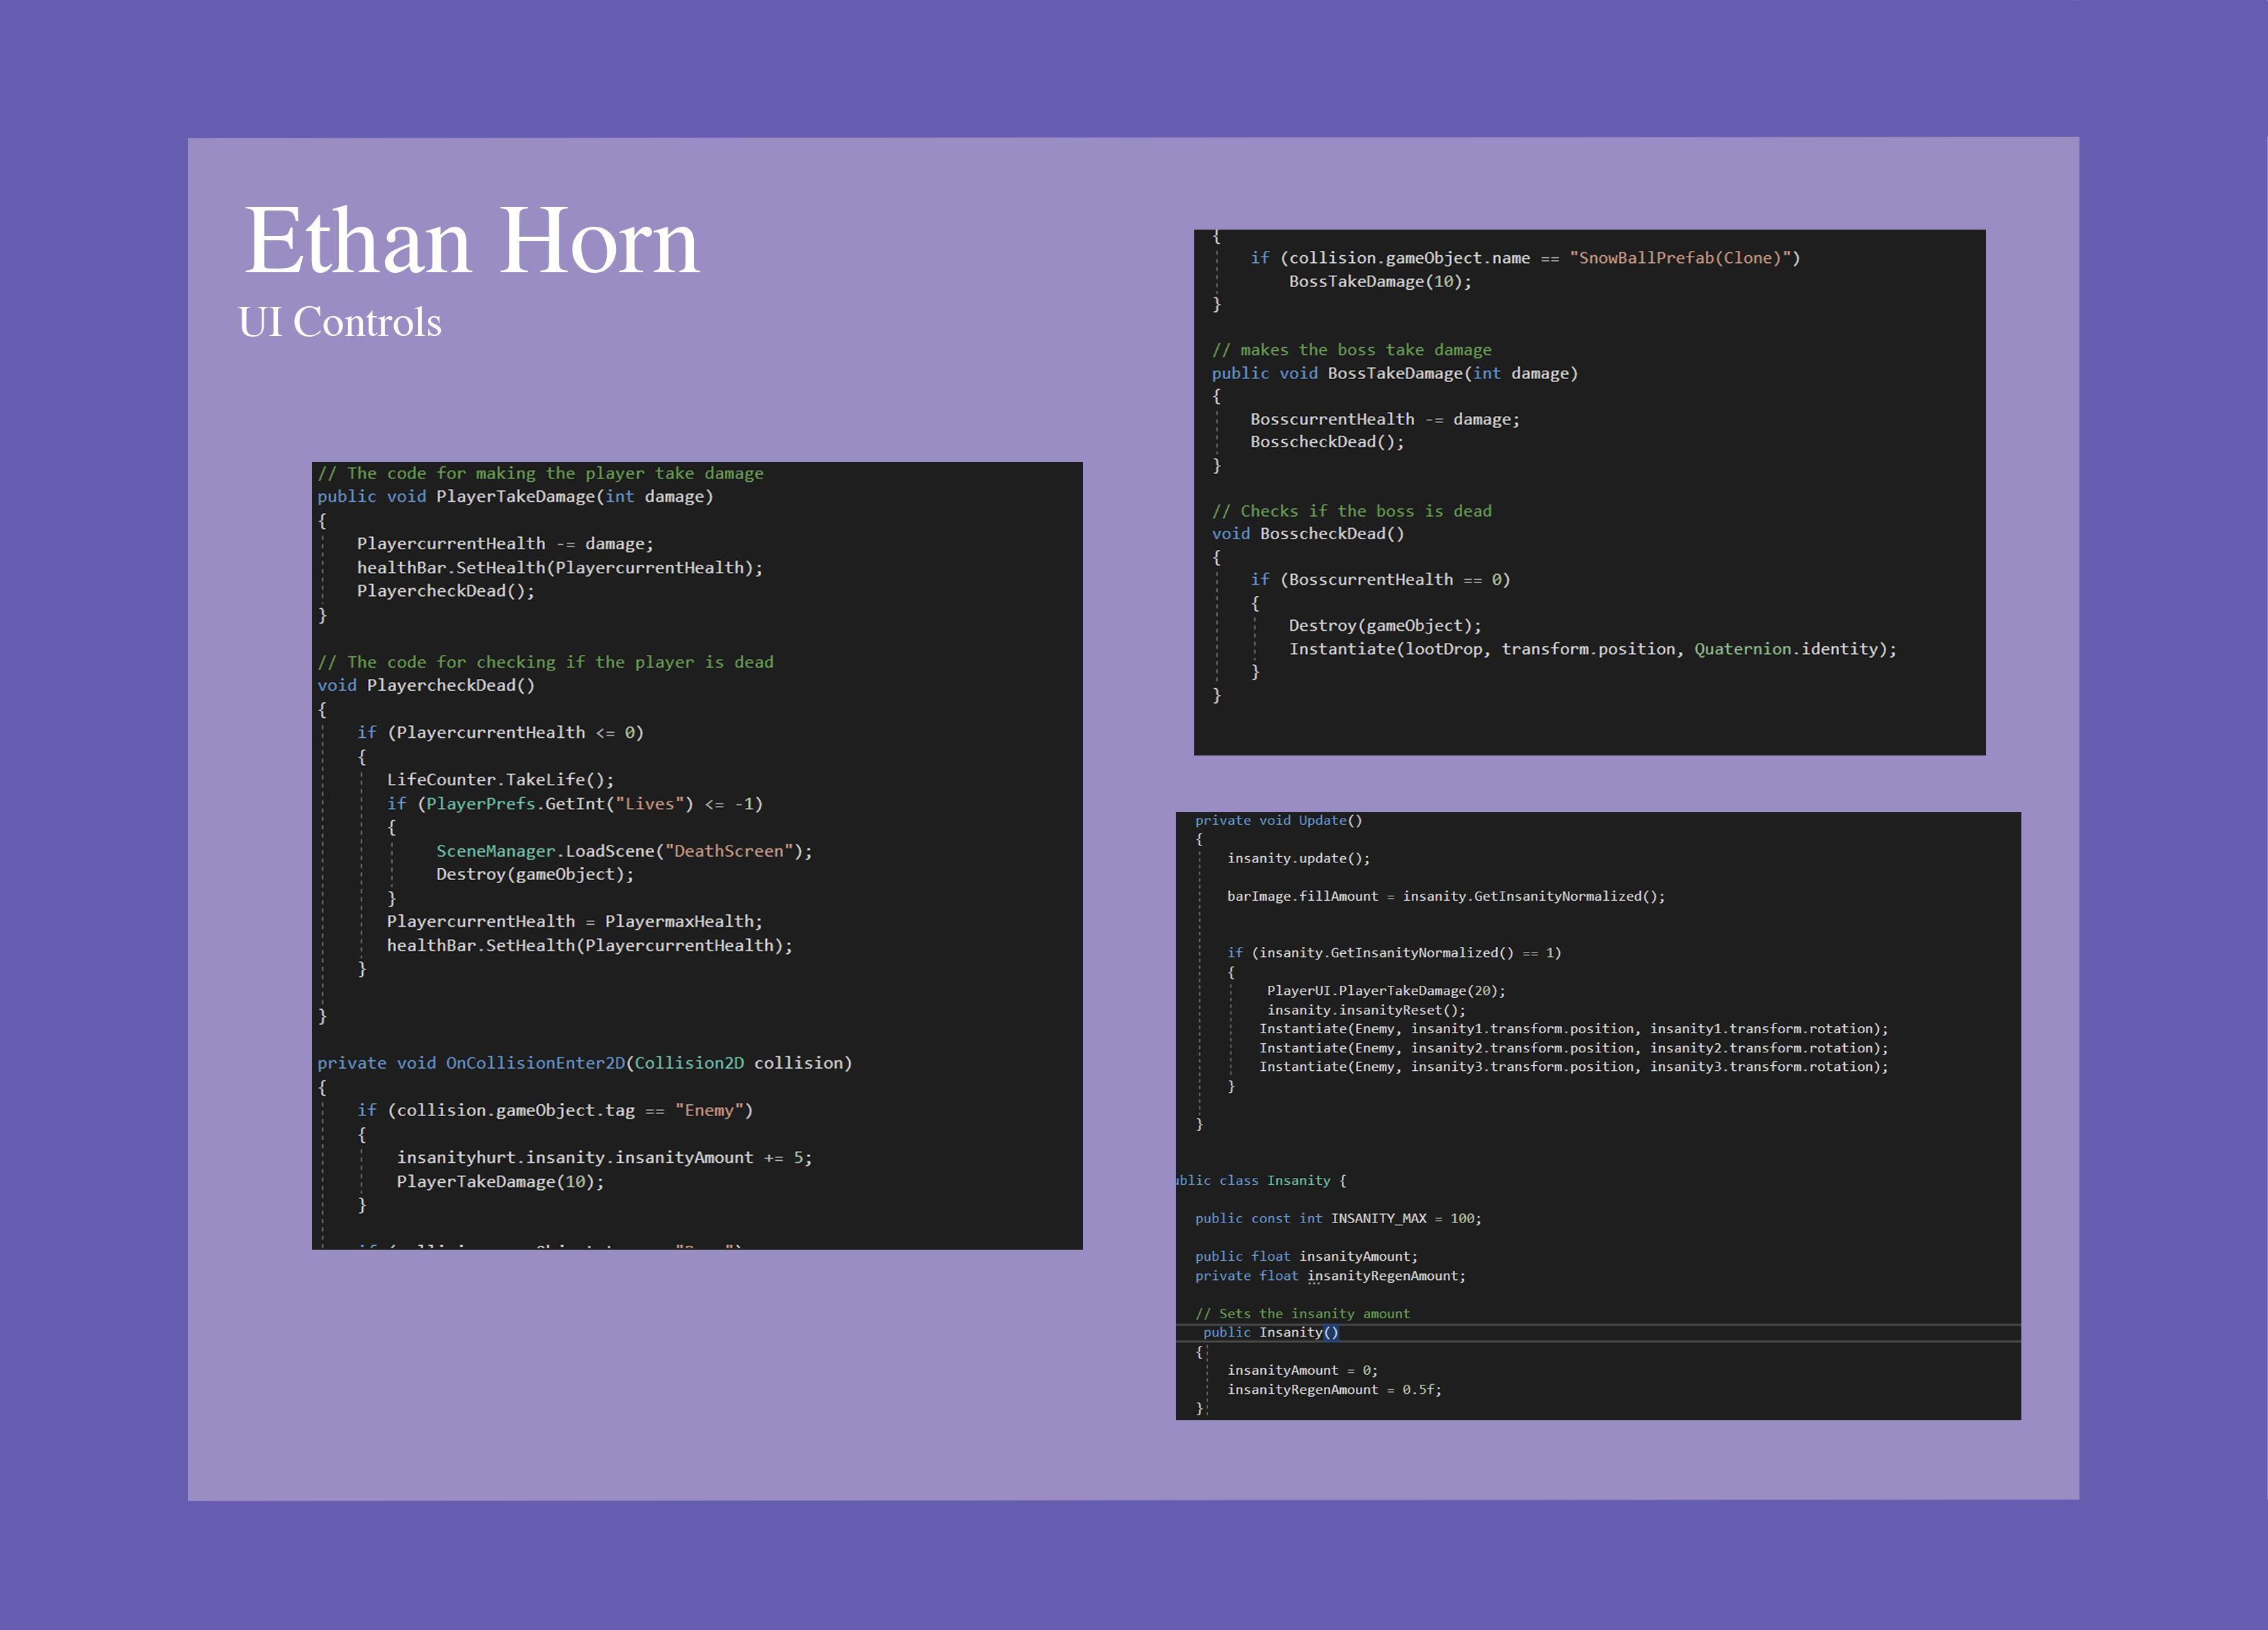 Ethan Horn
UI Controls
// The code for making the player take damage
public void PlayerTakeDamage(int damage)
{
PlayercurrentHealth -= damage;
healthBar.SetHealth(PlayercurrentHealth);
PlayercheckDead();
}
// The code for checking if the player is dead
void PlayercheckDead()
{
if (PlayercurrentHealth <= 0)
{
LifeCounter.TakeLife();
if (PlayerPrefs.GetInt("Lives") <= -1)
{
SceneManager.LoadScene("DeathScreen");
Destroy(gameObject);
}
PlayercurrentHealth = PlayermaxHealth;
healthBar.SetHealth(PlayercurrentHealth);
}
}
private void OnCollisionEnter2D(Collision2D collision)
{
if (collision.gameObject.tag == "Enemy")
{
insanityhurt.insanity.insanityAmount += 5;
PlayerTakeDamage(10);
}
{
if (collision.gameObject.name == "SnowBallPrefab(Clone)")
BossTakeDamage(10);
}
// makes the boss take damage
public void BossTakeDamage(int damage)
{
BosscurrentHealth -= damage;
BosscheckDead();
}
// Checks if the boss is dead
void BosscheckDead()
{
if (BosscurrentHealth == 0)
{
Destroy(gameObject);
Instantiate(lootDrop, transform.position, Quaternion.identity);
}
}
private void Update()
{
insanity.update();
barImage.fillAmount = insanity.GetInsanityNormalized();
if (insanity.GetInsanityNormalized() == 1)
{
PlayerUI.PlayerTakeDamage(20);
insanity.insanityReset();
Instantiate(Enemy, insanity1.transform.position, insanity1.transform.rotation);
Instantiate(Enemy, insanity2.transform.position, insanity2.transform.rotation);
Instantiate(Enemy, insanity3.transform.position, insanity3.transform.rotation);
}
}
ublic class Insanity {
public const int INSANITY_MAX = 100;
public float insanityAmount;
private float insanityRegenAmount;
// Sets the insanity amount
public Insanity()
{
insanityAmount = 0;
insanityRegenAmount = 0.5f;
}